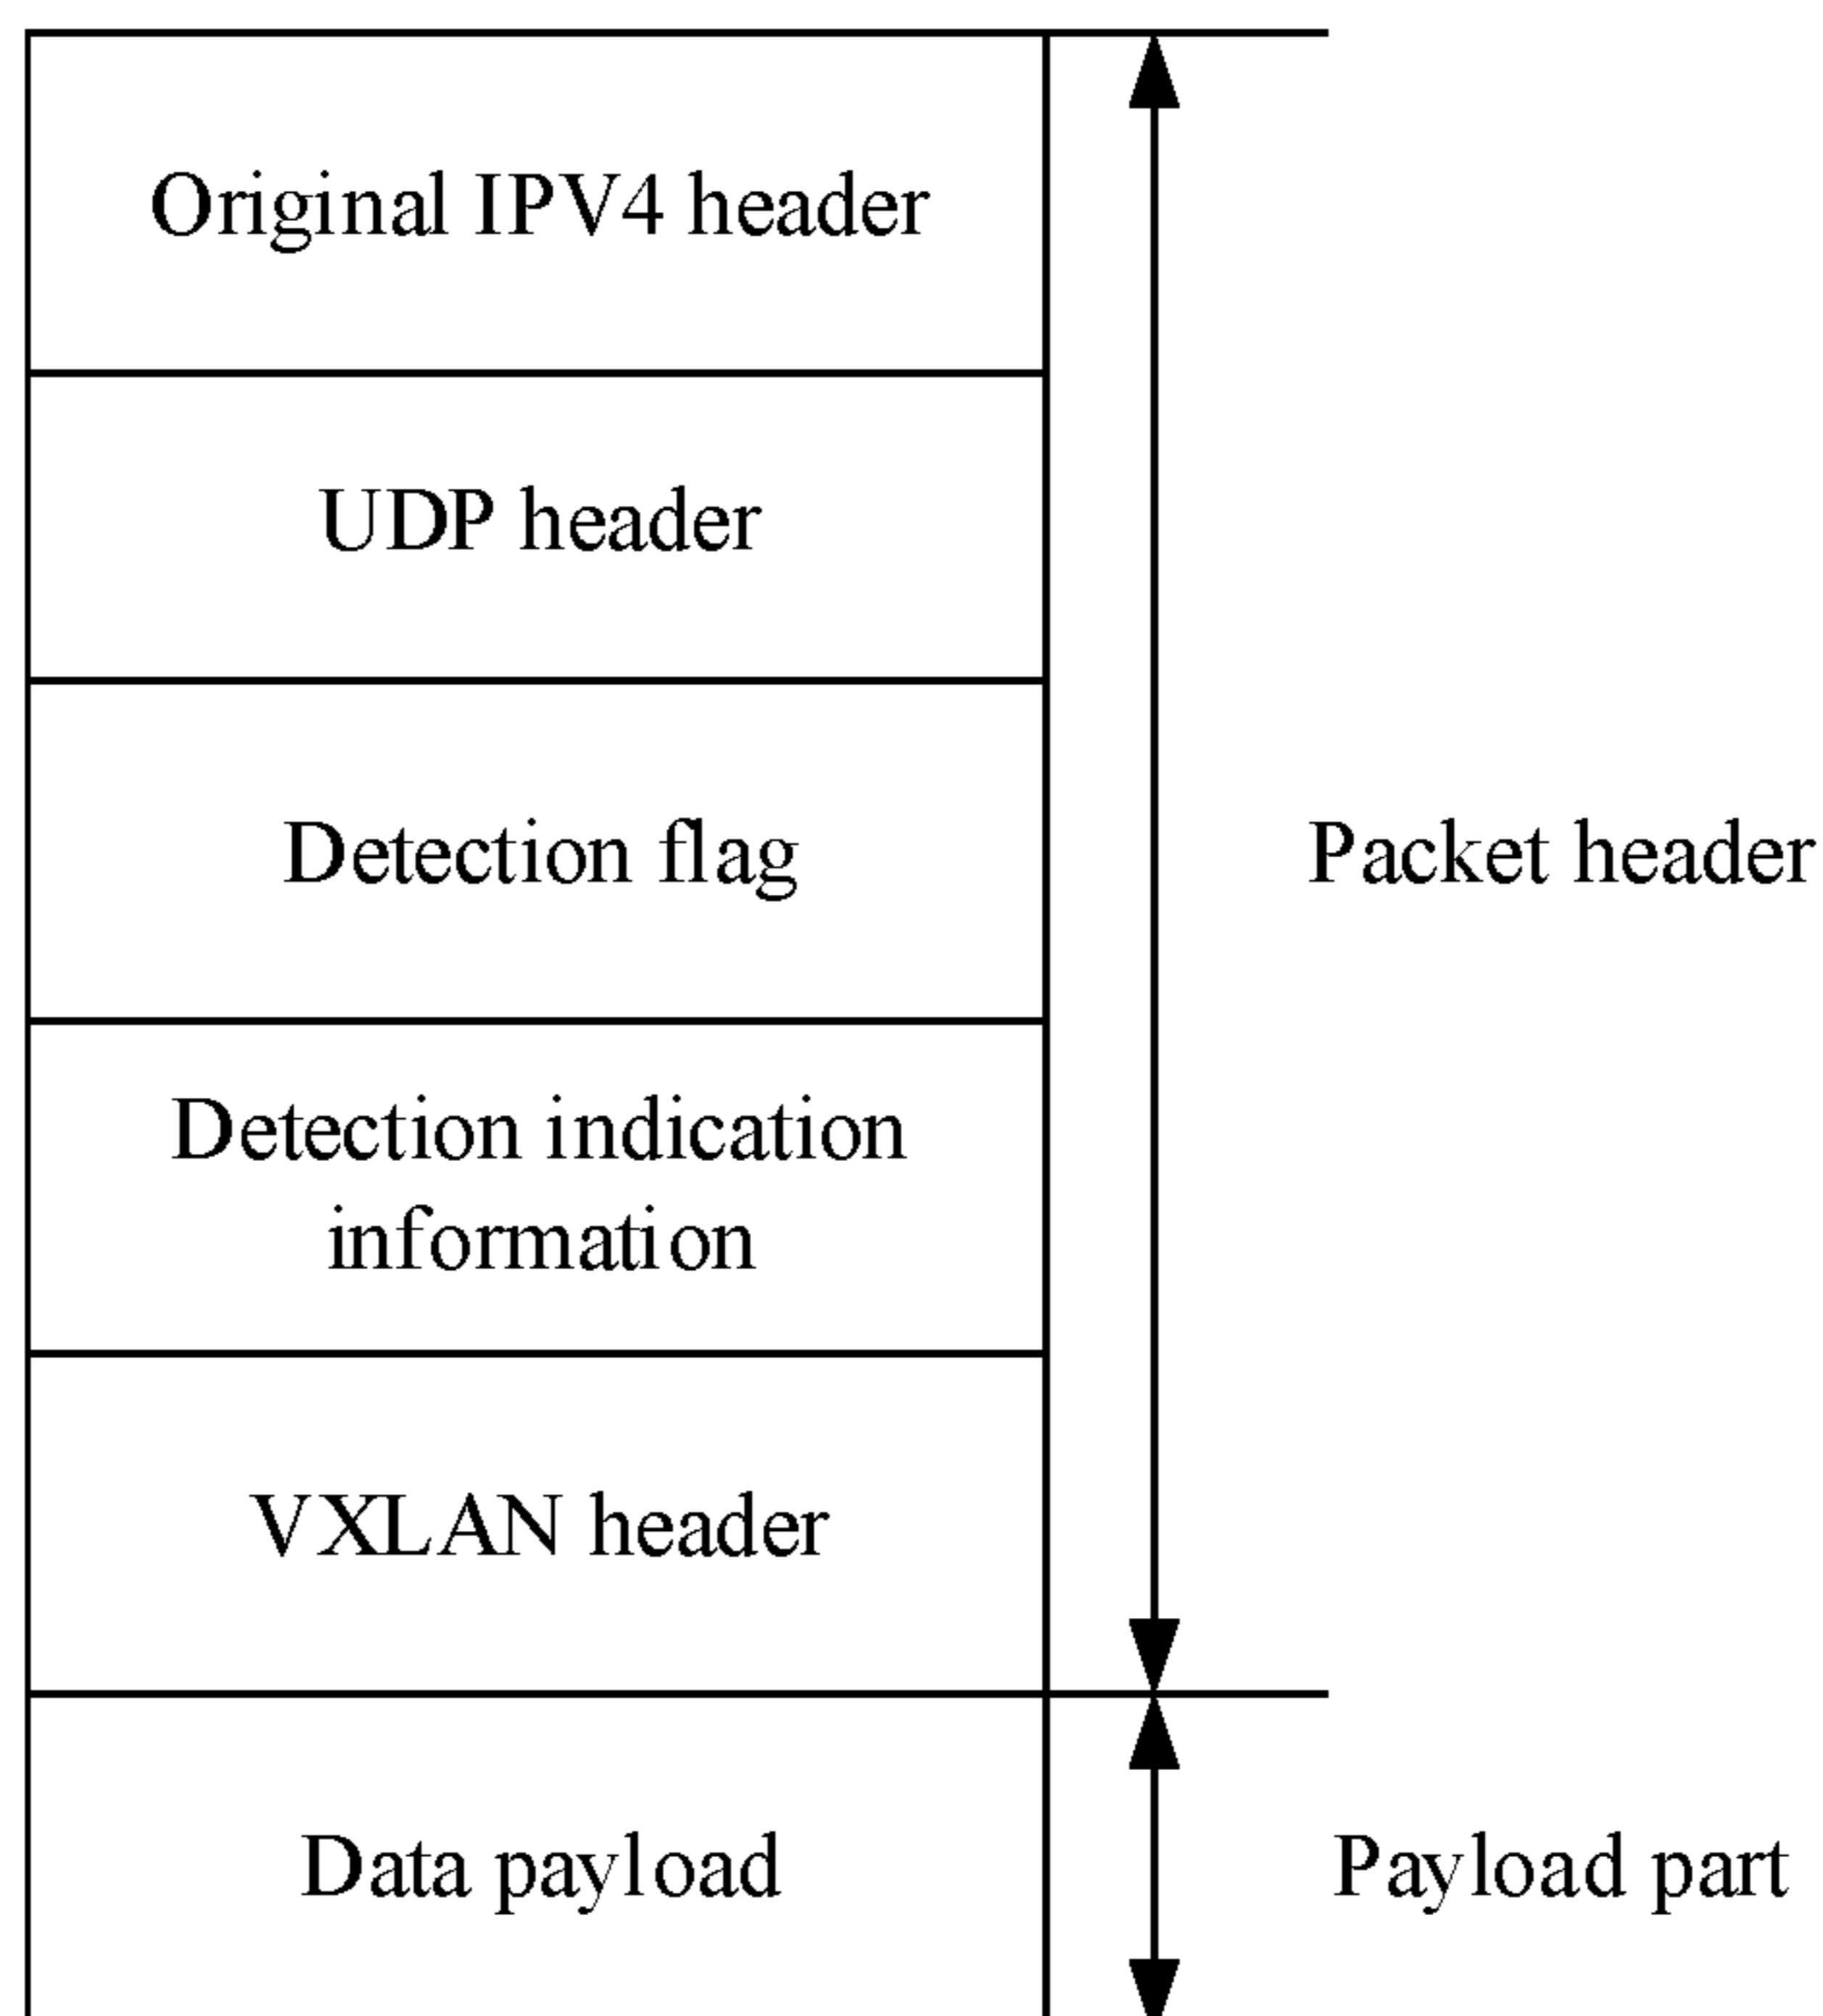 Original IPV4 header
UDP header
Detection flag
Packet header
Detection indication
information
VXLAN header
Data payload
Payload part